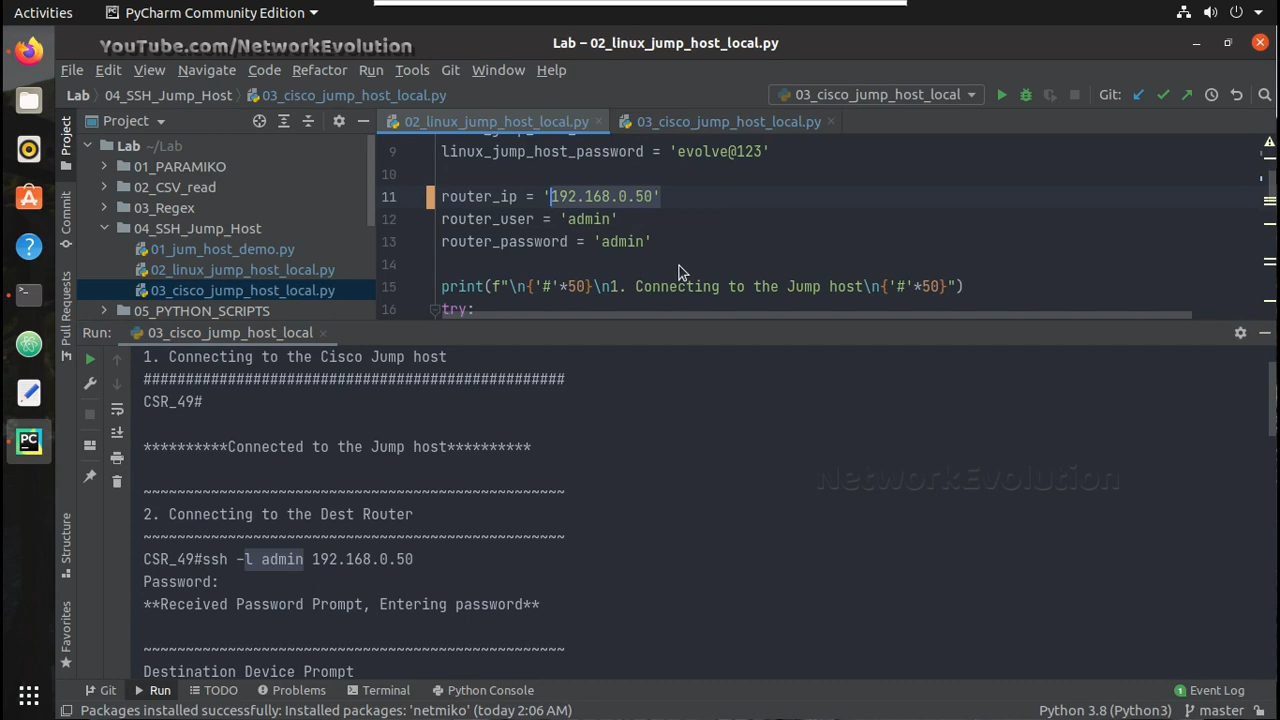 Activities
PyCharm Community Edition
YouTube.com/NetworkEvolution
Lab – 02_linux_jump_host_local.py
File Edit View Navigate Code Refactor Run Tools Git Window Help
Lab 04_SSH_Jump_Host 03_cisco_jump_host_local.py
03_cisco_jump_host_local
Git:
Project
02_linux_jump_host_local.py
03_cisco_jump_host_local.py
Lab ~/Lab
01_PARAMIKO
02_CSV_read
03_Regex
04_SSH_Jump_Host
01_jum_host_demo.py
02_linux_jump_host_local.py
03_cisco_jump_host_local.py
05_PYTHON_SCRIPTS
Project
Commit
Pull Requests
Structure
Favorites
9 linux_jump_host_password = 'evolve@123'
10
11 router_ip = '192.168.0.50'
12 router_user = 'admin'
13 router_password = 'admin'
14
15 print(f"\n{'#'*50}\n1. Connecting to the Jump host\n{'#'*50}")
16 try:
Run: 03_cisco_jump_host_local
1. Connecting to the Cisco Jump host
##################################################
CSR_49#
**********Connected to the Jump host**********
~~~~~~~~~~~~~~~~~~~~~~~~~~~~~~~~~~~~~~~~~~~~~~~~~~
2. Connecting to the Dest Router
~~~~~~~~~~~~~~~~~~~~~~~~~~~~~~~~~~~~~~~~~~~~~~~~~~
CSR_49#ssh -l admin 192.168.0.50
Password:
**Received Password Prompt, Entering password**
~~~~~~~~~~~~~~~~~~~~~~~~~~~~~~~~~~~~~~~~~~~~~~~~~~
Destination Device Prompt
NetworkEvolution
Git Run TODO Problems Terminal Python Console
1 Event Log
Packages installed successfully: Installed packages: 'netmiko' (today 2:06 AM)
Python 3.8 (Python3) master